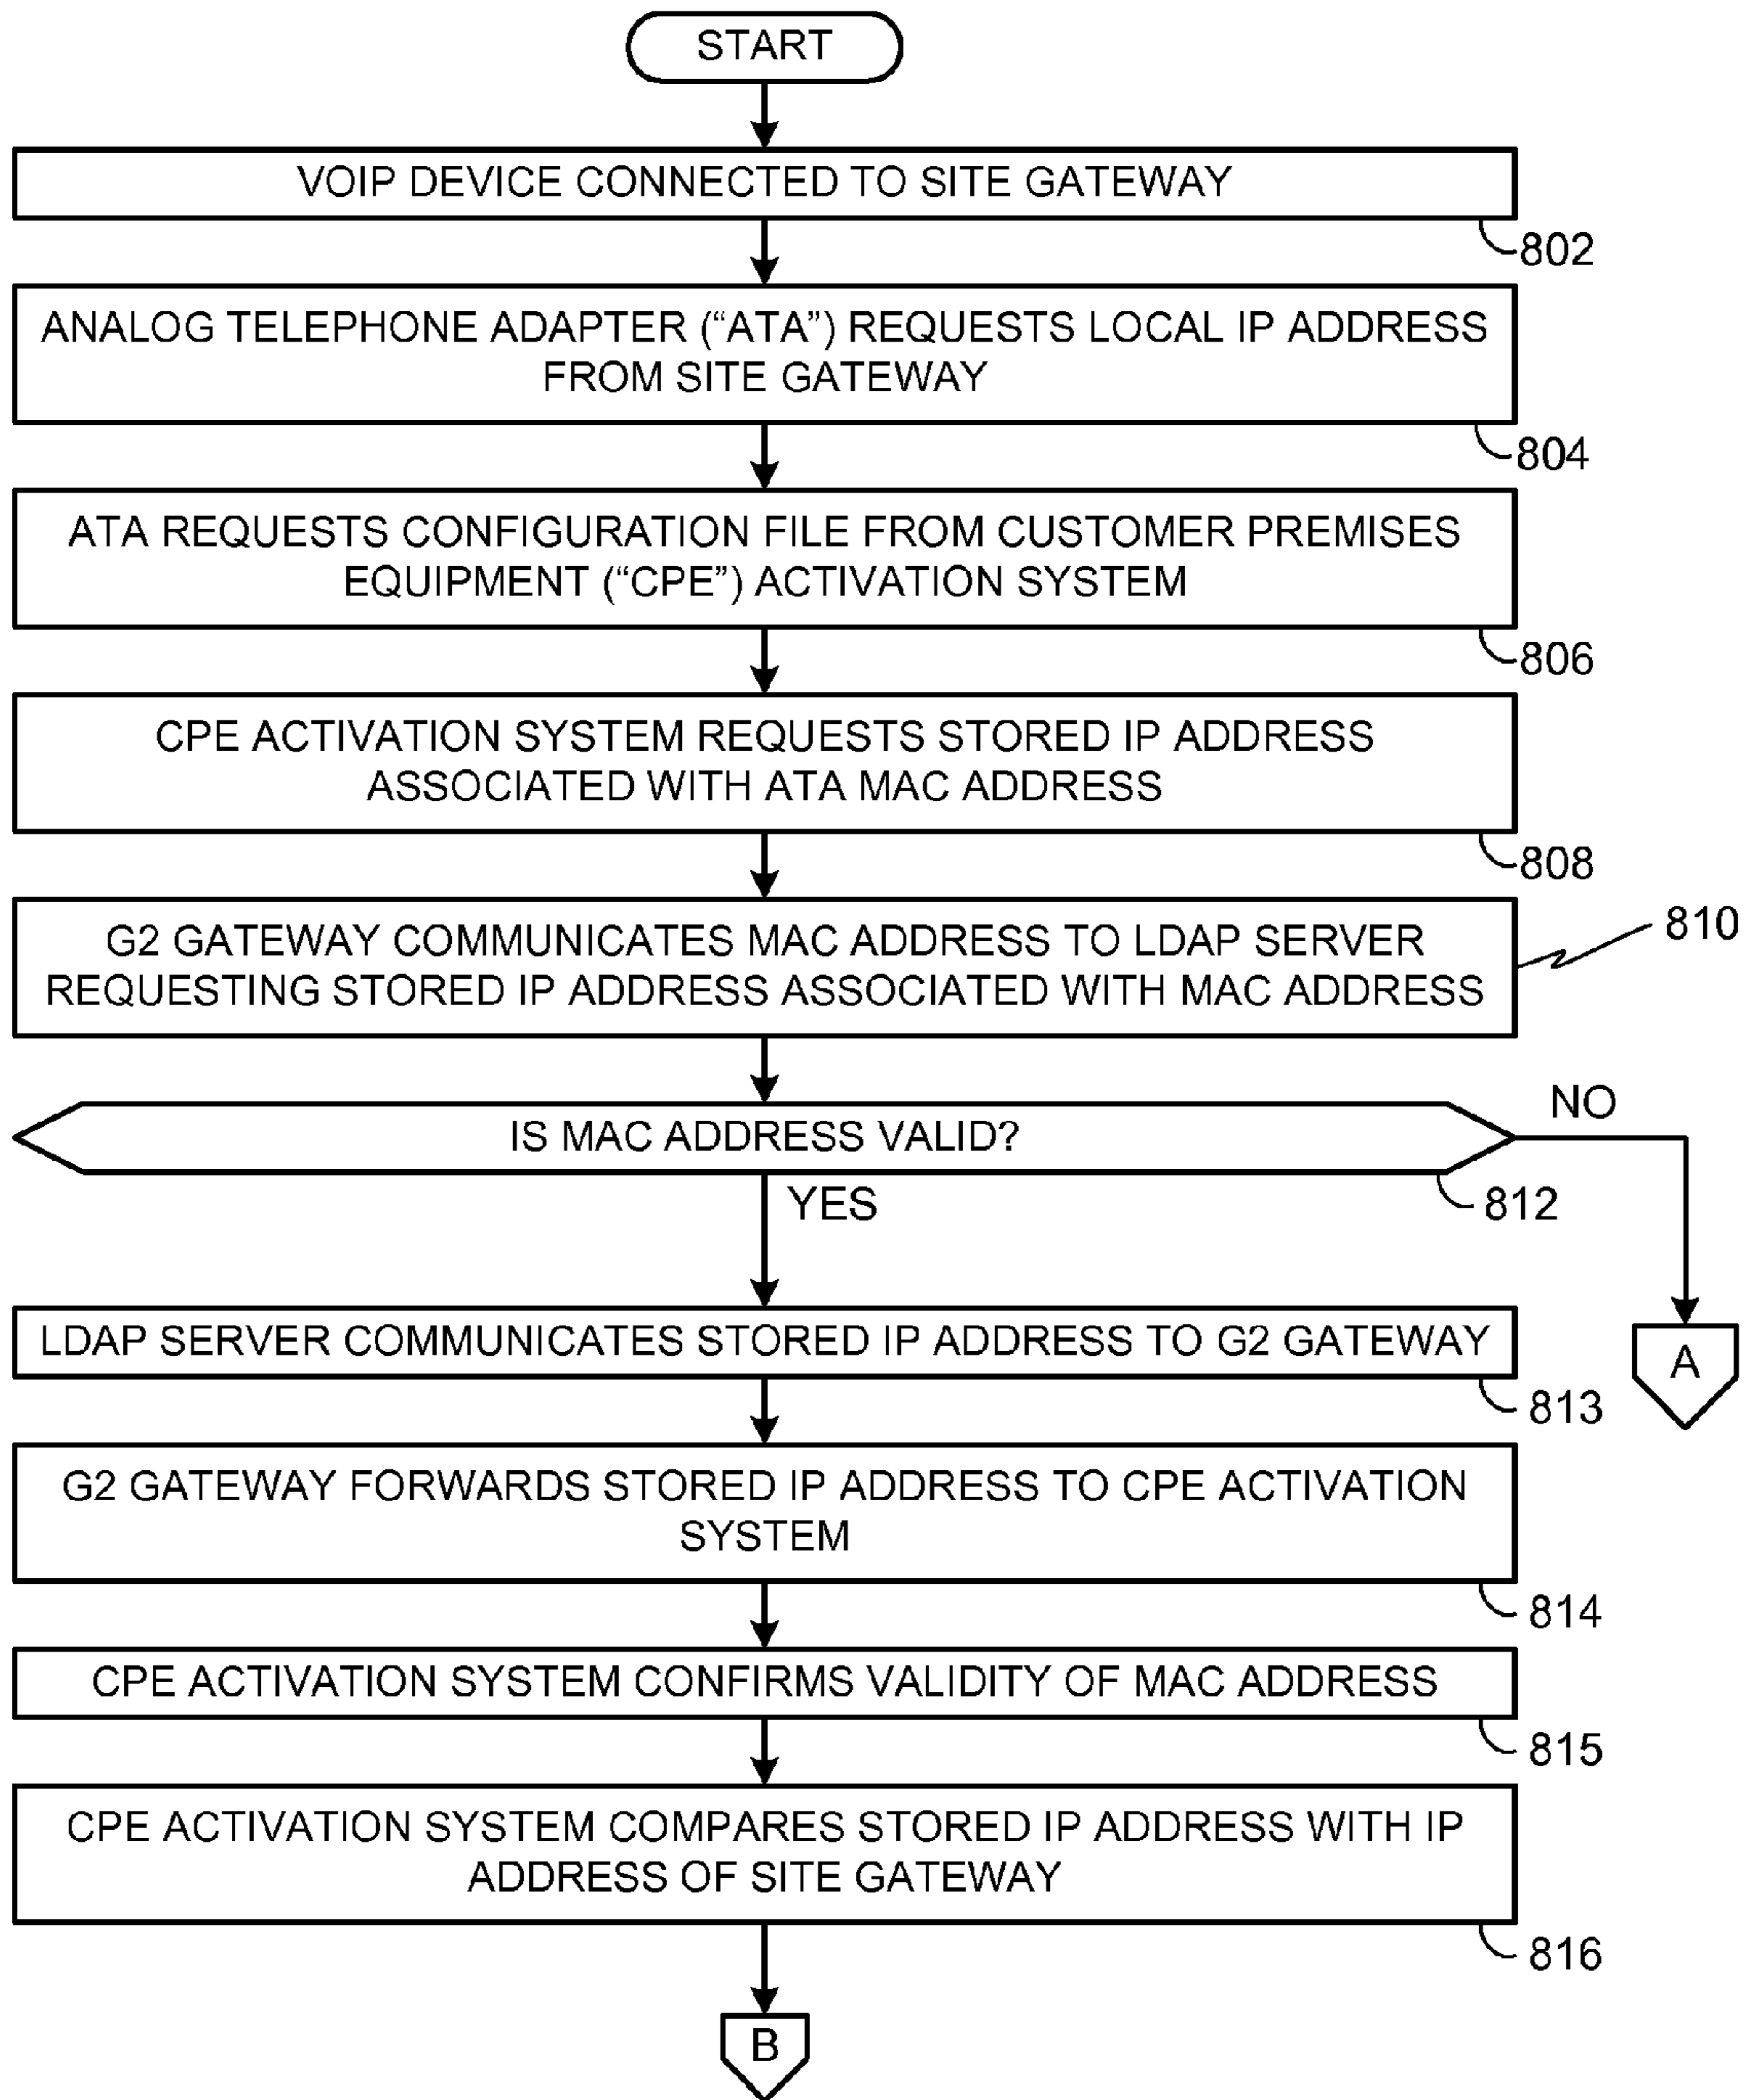 START
VOIP DEVICE CONNECTED TO SITE GATEWAY
802
ANALOG TELEPHONE ADAPTER (“ATA”) REQUESTS LOCAL IP ADDRESS
FROM SITE GATEWAY
804
ATA REQUESTS CONFIGURATION FILE FROM CUSTOMER PREMISES
EQUIPMENT (“CPE”) ACTIVATION SYSTEM
806
CPE ACTIVATION SYSTEM REQUESTS STORED IP ADDRESS
ASSOCIATED WITH ATA MAC ADDRESS
808
G2 GATEWAY COMMUNICATES MAC ADDRESS TO LDAP SERVER
REQUESTING STORED IP ADDRESS ASSOCIATED WITH MAC ADDRESS
810
IS MAC ADDRESS VALID?
NO
812
YES
LDAP SERVER COMMUNICATES STORED IP ADDRESS TO G2 GATEWAY
A
813
G2 GATEWAY FORWARDS STORED IP ADDRESS TO CPE ACTIVATION
SYSTEM
814
CPE ACTIVATION SYSTEM CONFIRMS VALIDITY OF MAC ADDRESS
815
CPE ACTIVATION SYSTEM COMPARES STORED IP ADDRESS WITH IP
ADDRESS OF SITE GATEWAY
816
B